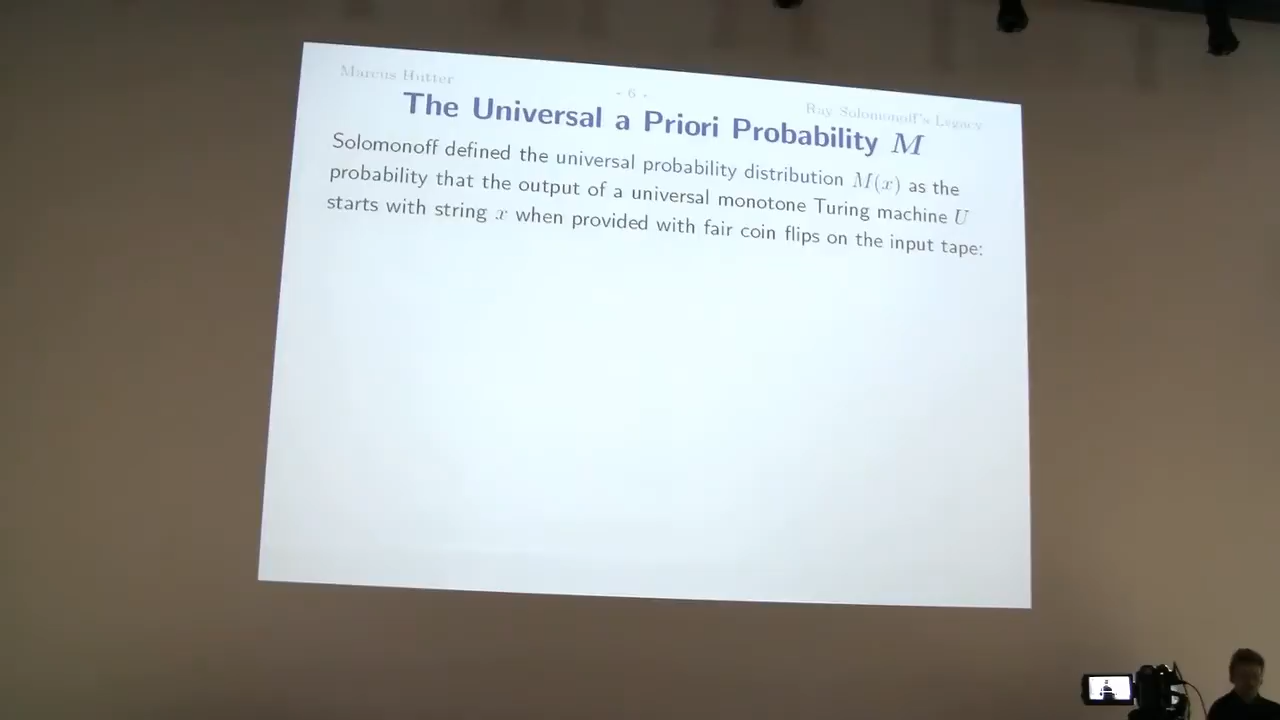 Marcus Hutter
- 6 -
Ray Solomonoff's Legacy
The Universal a Priori Probability M
Solomonoff defined the universal probability distribution M(x) as the
probability that the output of a universal monotone Turing machine U
starts with string x when provided with fair coin flips on the input tape: